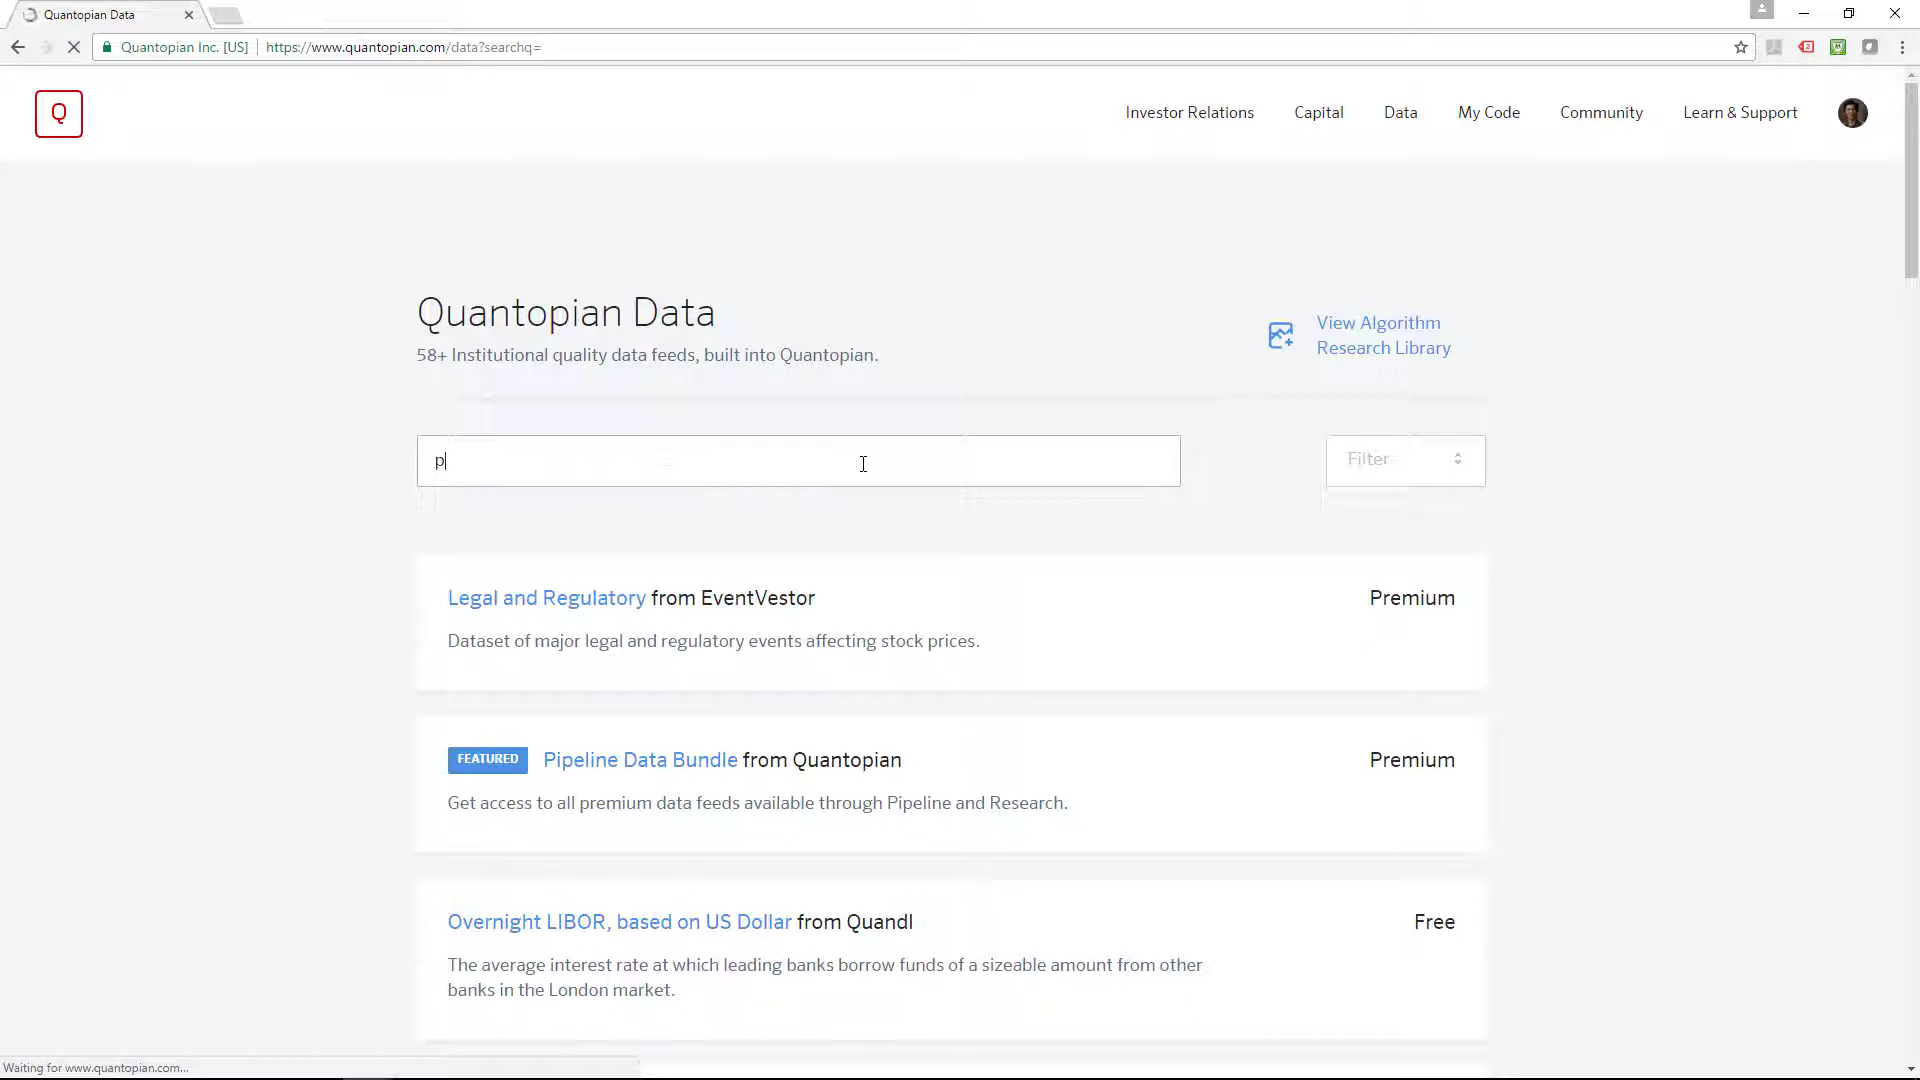 Quantopian Data
Quantopian Inc. [US] https://www.quantopian.com/data?searchq=
Q
Investor Relations Capital Data My Code Community Learn & Support
Quantopian Data
58+ Institutional quality data feeds, built into Quantopian.
View Algorithm
Research Library
p
Filter
Legal and Regulatory from EventVestor Premium
Dataset of major legal and regulatory events affecting stock prices.
FEATURED Pipeline Data Bundle from Quantopian Premium
Get access to all premium data feeds available through Pipeline and Research.
Overnight LIBOR, based on US Dollar from Quandl Free
The average interest rate at which leading banks borrow funds of a sizeable amount from other
banks in the London market.
Waiting for www.quantopian.com...